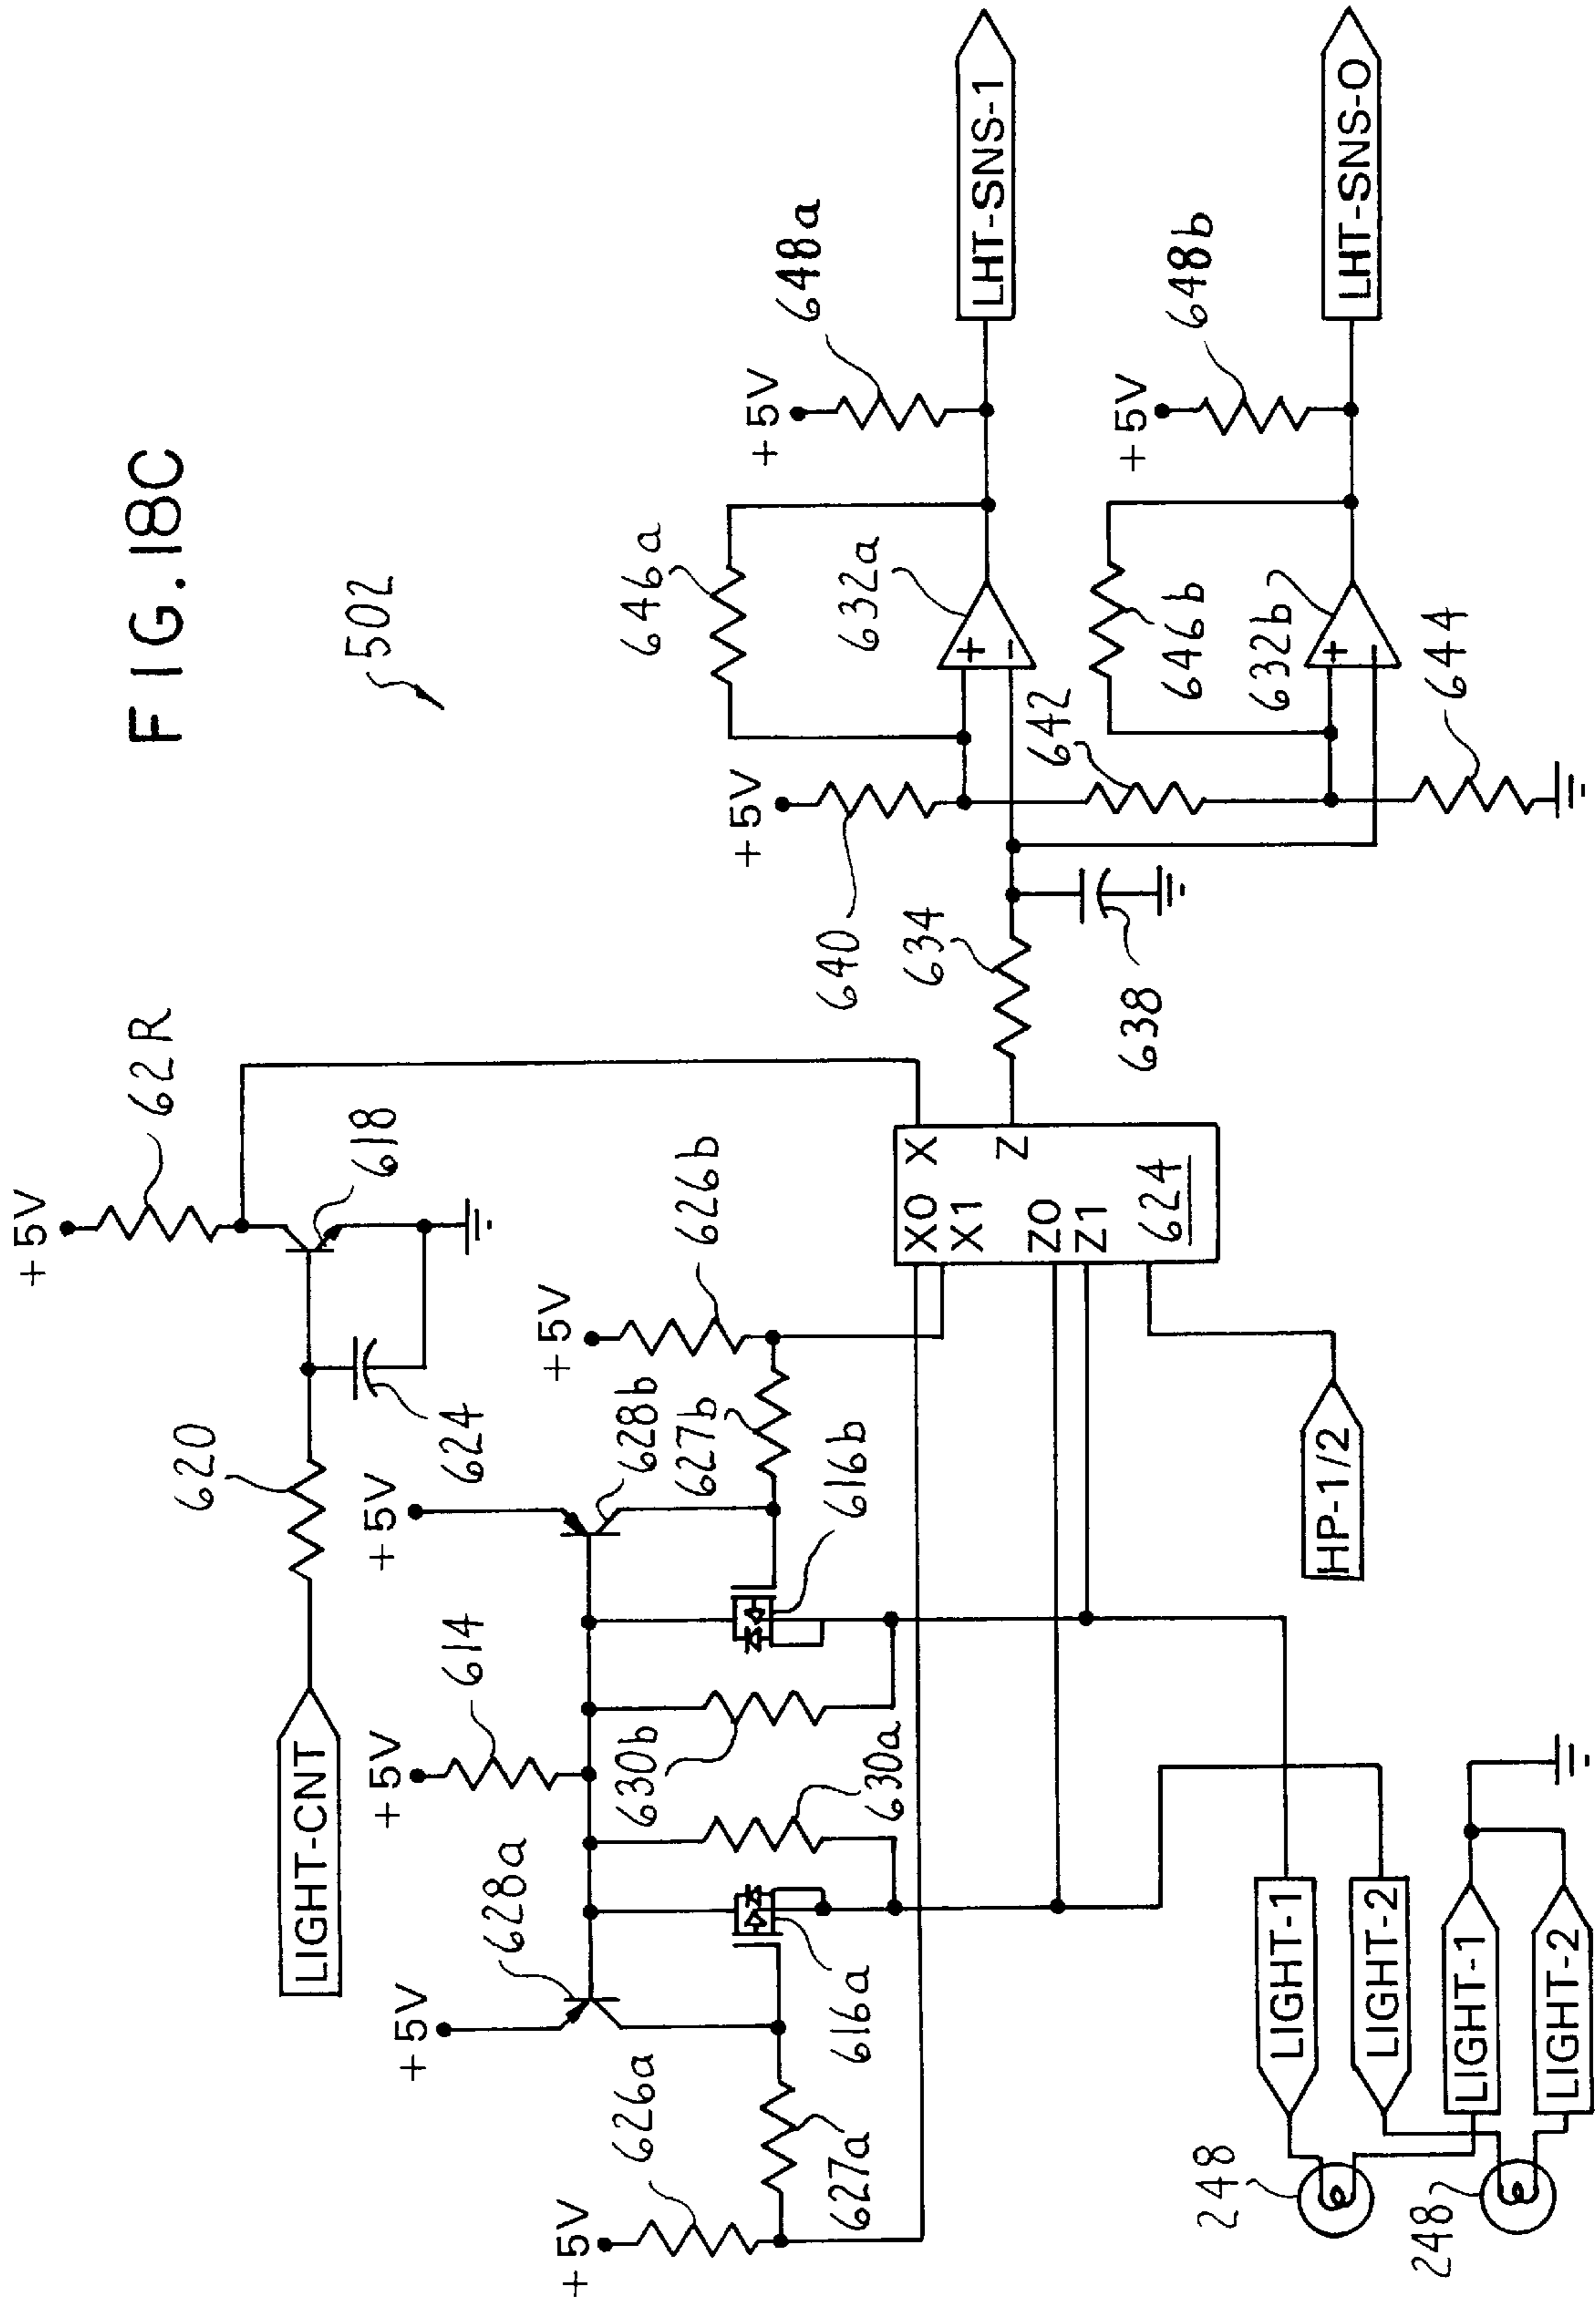 FIG.18C
502
+5V
62R
618
620
624
LIGHT-CNT
+5V
614
+5V
628a
+5V
628b
+5V
626b
627b
616b
630b
630a
626a
+5V
627a
616a
X0 X
X1
Z
Z0
Z1
624
HP-1/2
634
638
640
+5V
642
644
646a
632a
+
-
646b
632b
+
-
+5V
648a
+5V
648b
LHT-SNS-1
LHT-SNS-0
LIGHT-1
LIGHT-2
LIGHT-1
LIGHT-2
248
248